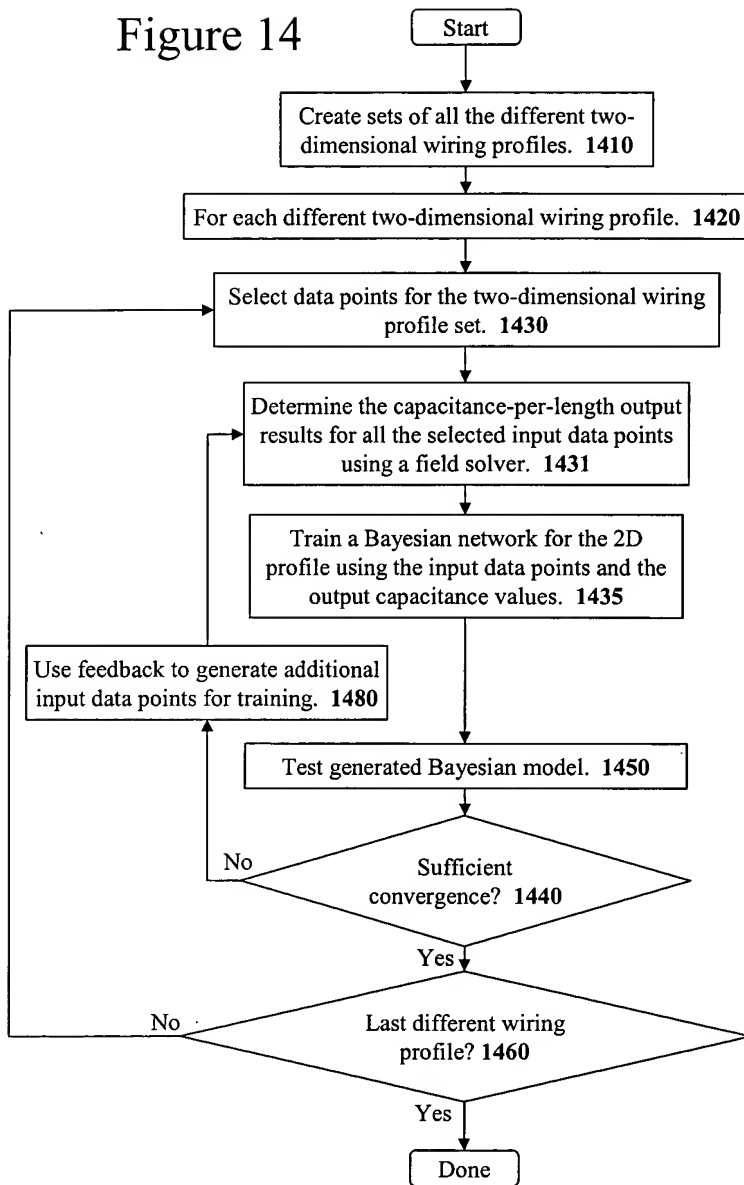 Figure 14
Start
Create sets of all the different two-
dimensional wiring profiles. 1410
For each different two-dimensional wiring profile. 1420
Select data points for the two-dimensional wiring
profile set. 1430
Determine the capacitance-per-length output
results for all the selected input data points
using a field solver. 1431
Train a Bayesian network for the 2D
profile using the input data points and the
output capacitance values. 1435
Use feedback to generate additional
input data points for training. 1480
Test generated Bayesian model. 1450
No
Sufficient
convergence? 1440
Yes
No
Last different wiring
profile? 1460
Yes
Done